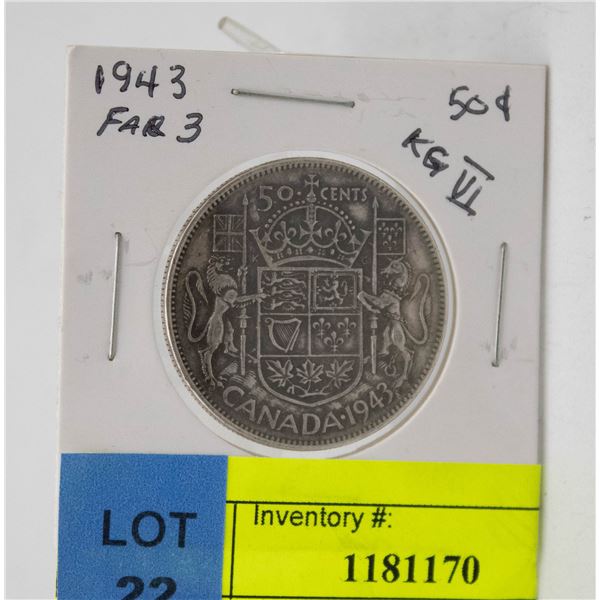 1943
FAR 3
50¢
KG VI
50 · CENTS
CANADA · 1943
LOT
22
Inventory #:
1181170